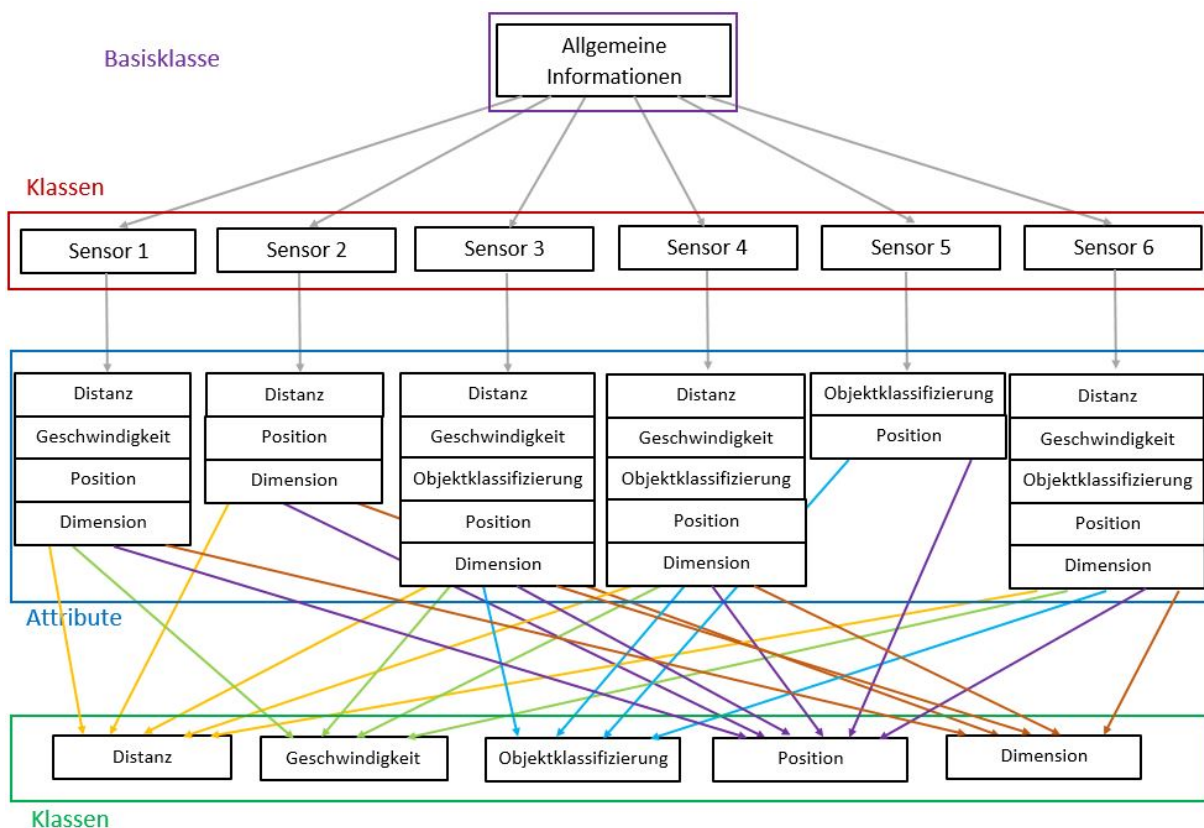 Basisklasse
Allgemeine
Informationen
Klassen
Sensor 1
Sensor 2
Sensor 3
Sensor 4
Sensor 5
Sensor 6
Distanz
Geschwindigkeit
Position
Dimension
Distanz
Position
Dimension
Distanz
Geschwindigkeit
Objektklassifizierung
Position
Dimension
Distanz
Geschwindigkeit
Objektklassifizierung
Position
Dimension
Objektklassifizierung
Position
Distanz
Geschwindigkeit
Objektklassifizierung
Position
Dimension
Attribute
Distanz
Geschwindigkeit
Objektklassifizierung
Position
Dimension
Klassen